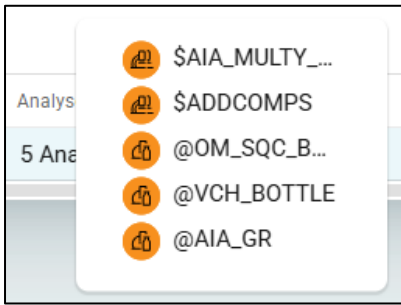 $AIA_MULTY_...
$ADDCOMPS
Analys
5 Ana
@OM_SQC_B...
@VCH_BOTTLE
@AIA_GR